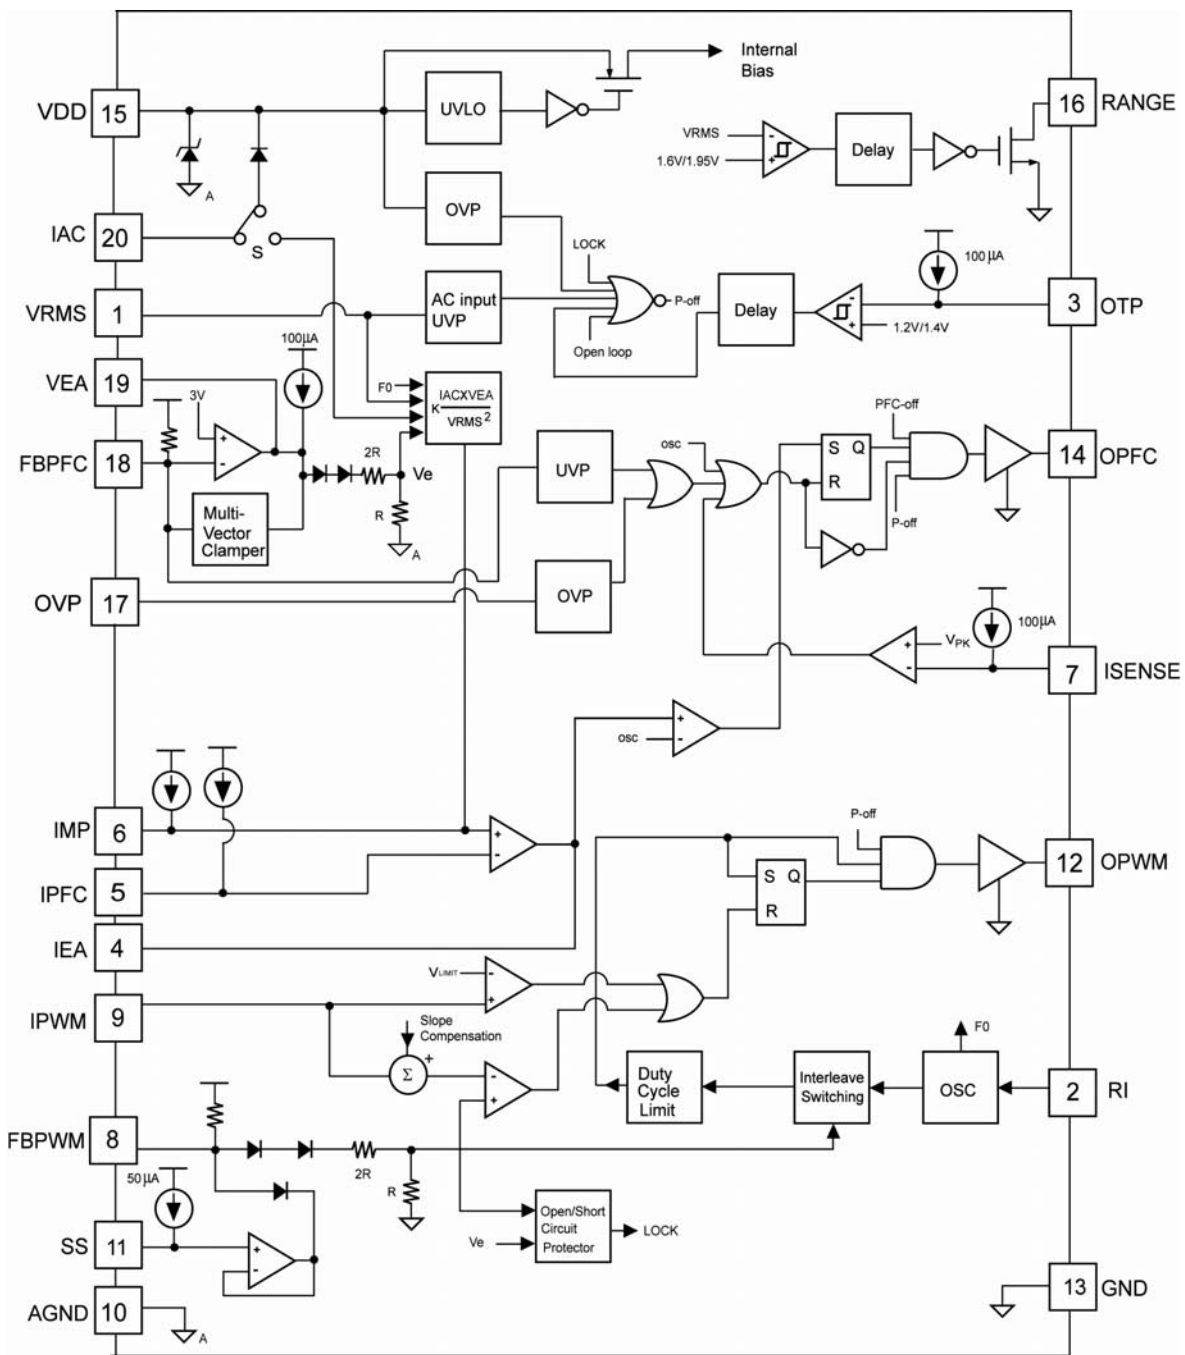 Internal
Bias
VDD
15
UVLO
16
RANGE
VRMS
1.6V/1.95V
-
+
Delay
A
OVP
IAC
20
S
LOCK
100µA
VRMS
1
AC input
UVP
P-off
Delay
-
+
1.2V/1.4V
3
OTP
Open loop
100µA
VEA
19
F0
K
IACXVEA
VRMS 2
3V
+
-
PFC-off
FBPFC
18
2R
Ve
UVP
osc
S
Q
R
14
OPFC
Multi-
Vector
Clamper
R
A
P-off
OVP
17
OVP
100µA
+
-
VPK
7
ISENSE
osc
+
-
IMP
6
+
-
P-off
IPFC
5
S
Q
R
12
OPWM
IEA
4
VLIMIT
-
+
IPWM
9
Slope
Compensation
F0
Σ
+
-
+
Duty
Cycle
Limit
Interleave
Switching
OSC
2
RI
FBPWM
8
2R
50µA
R
Open/Short
Circuit
Protector
LOCK
Ve
SS
11
+
-
13
GND
AGND
10
A